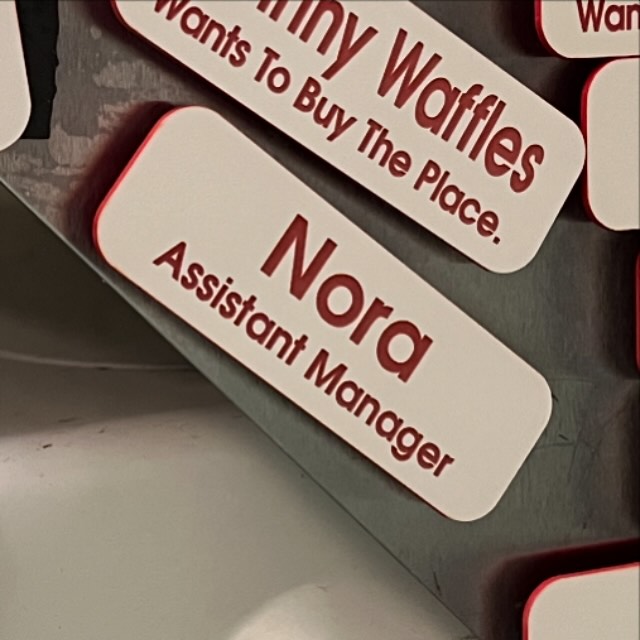 Waffles
Wants To Buy The Place.
Nora
Assistant Manager